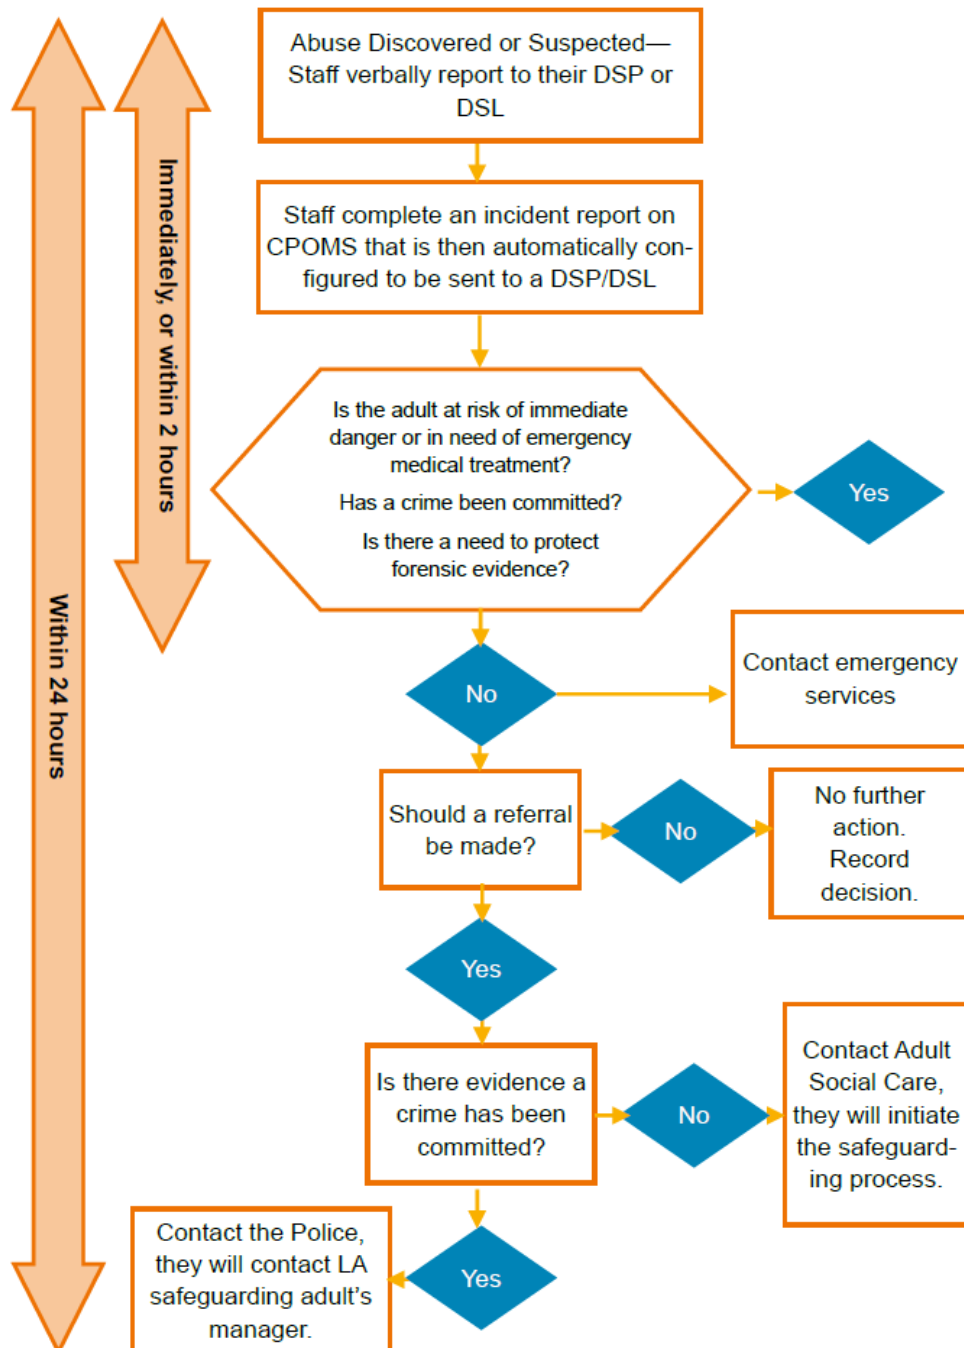 Abuse Discovered or Suspected—
Staff verbally report to their DSP or
DSL
Staff complete an incident report on
CPOMS that is then automatically con-
figured to be sent to a DSP/DSL
Immediately, or within 2 hours
Within 24 hours
Is the adult at risk of immediate
danger or in need of emergency
medical treatment?
Has a crime been committed?
Is there a need to protect
forensic evidence?
Yes
No
Contact emergency
services
Should a referral
be made?
No
No further
action.
Record
decision.
Yes
Is there evidence a
crime has been
committed?
No
Contact Adult
Social Care,
they will initiate
the safeguard-
ing process.
Yes
Contact the Police,
they will contact LA
safeguarding adult’s
manager.